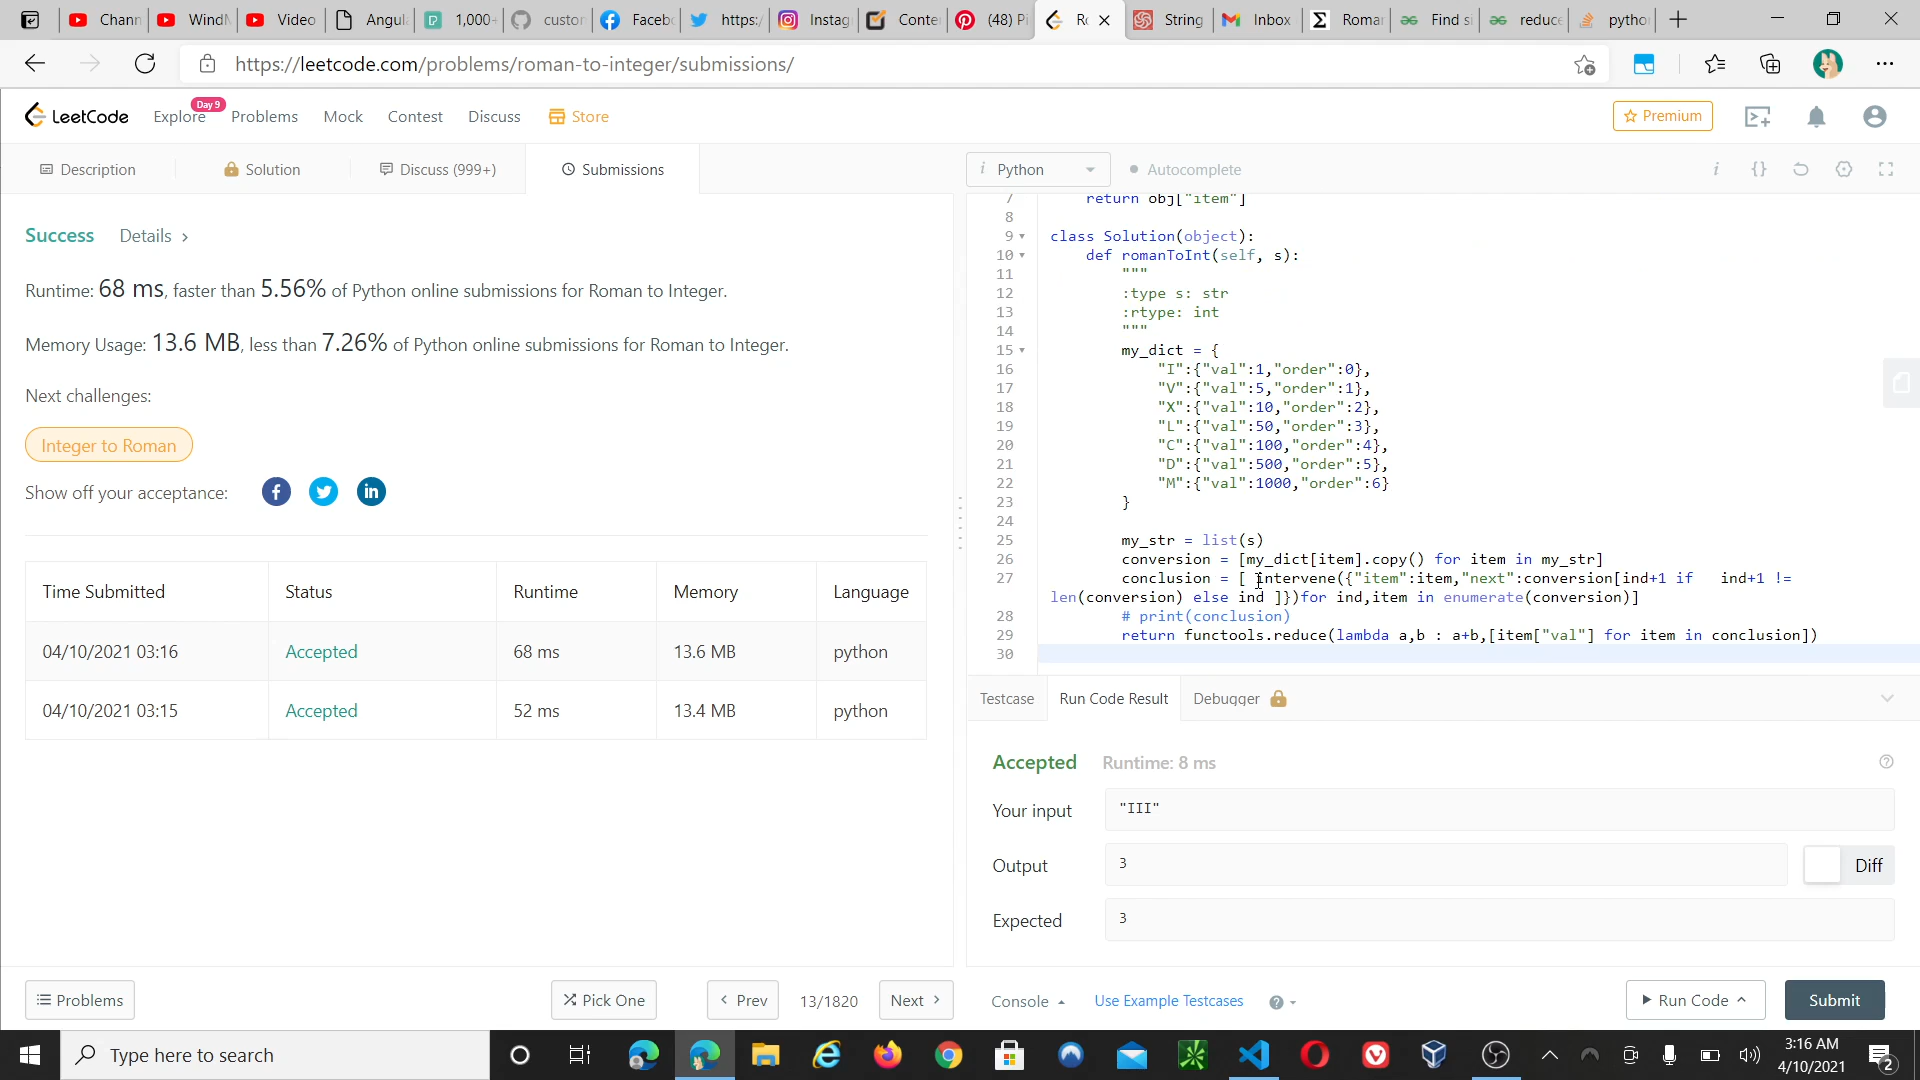 Chann
WindM
Video
Angula
1,000+
custom
Facebo
https:/
Instag
Conter
(48) Pi
Ro
String
Inbox
Roman
Find si
reduce
python
https://leetcode.com/problems/roman-to-integer/submissions/
LeetCode
Explore
Day 9
Problems
Mock
Contest
Discuss
Store
Premium
Description
Solution
Discuss (999+)
Submissions
i Python
Autocomplete
Success Details
Runtime: 68 ms, faster than 5.56% of Python online submissions for Roman to Integer.
Memory Usage: 13.6 MB, less than 7.26% of Python online submissions for Roman to Integer.
Next challenges:
Integer to Roman
Show off your acceptance:
Time Submitted Status Runtime Memory Language
04/10/2021 03:16 Accepted 68 ms 13.6 MB python
04/10/2021 03:15 Accepted 52 ms 13.4 MB python
7 return obj["item"]
8
9 class Solution(object):
10 def romanToInt(self, s):
11 """
12 :type s: str
13 :rtype: int
14 """
15 my_dict = {
16 "I":{"val":1,"order":0},
17 "V":{"val":5,"order":1},
18 "X":{"val":10,"order":2},
19 "L":{"val":50,"order":3},
20 "C":{"val":100,"order":4},
21 "D":{"val":500,"order":5},
22 "M":{"val":1000,"order":6}
23 }
24
25 my_str = list(s)
26 conversion = [my_dict[item].copy() for item in my_str]
27 conclusion = [ intervene({"item":item,"next":conversion[ind+1 if ind+1 !=
len(conversion) else ind ]})for ind,item in enumerate(conversion)]
28 # print(conclusion)
29 return functools.reduce(lambda a,b : a+b,[item["val"] for item in conclusion])
30
Testcase
Run Code Result
Debugger
Accepted Runtime: 8 ms
Your input "III"
Output 3 Diff
Expected 3
Problems
Pick One
Prev
13/1820
Next
Console
Use Example Testcases
Run Code
Submit
Type here to search
3:16 AM
4/10/2021
2